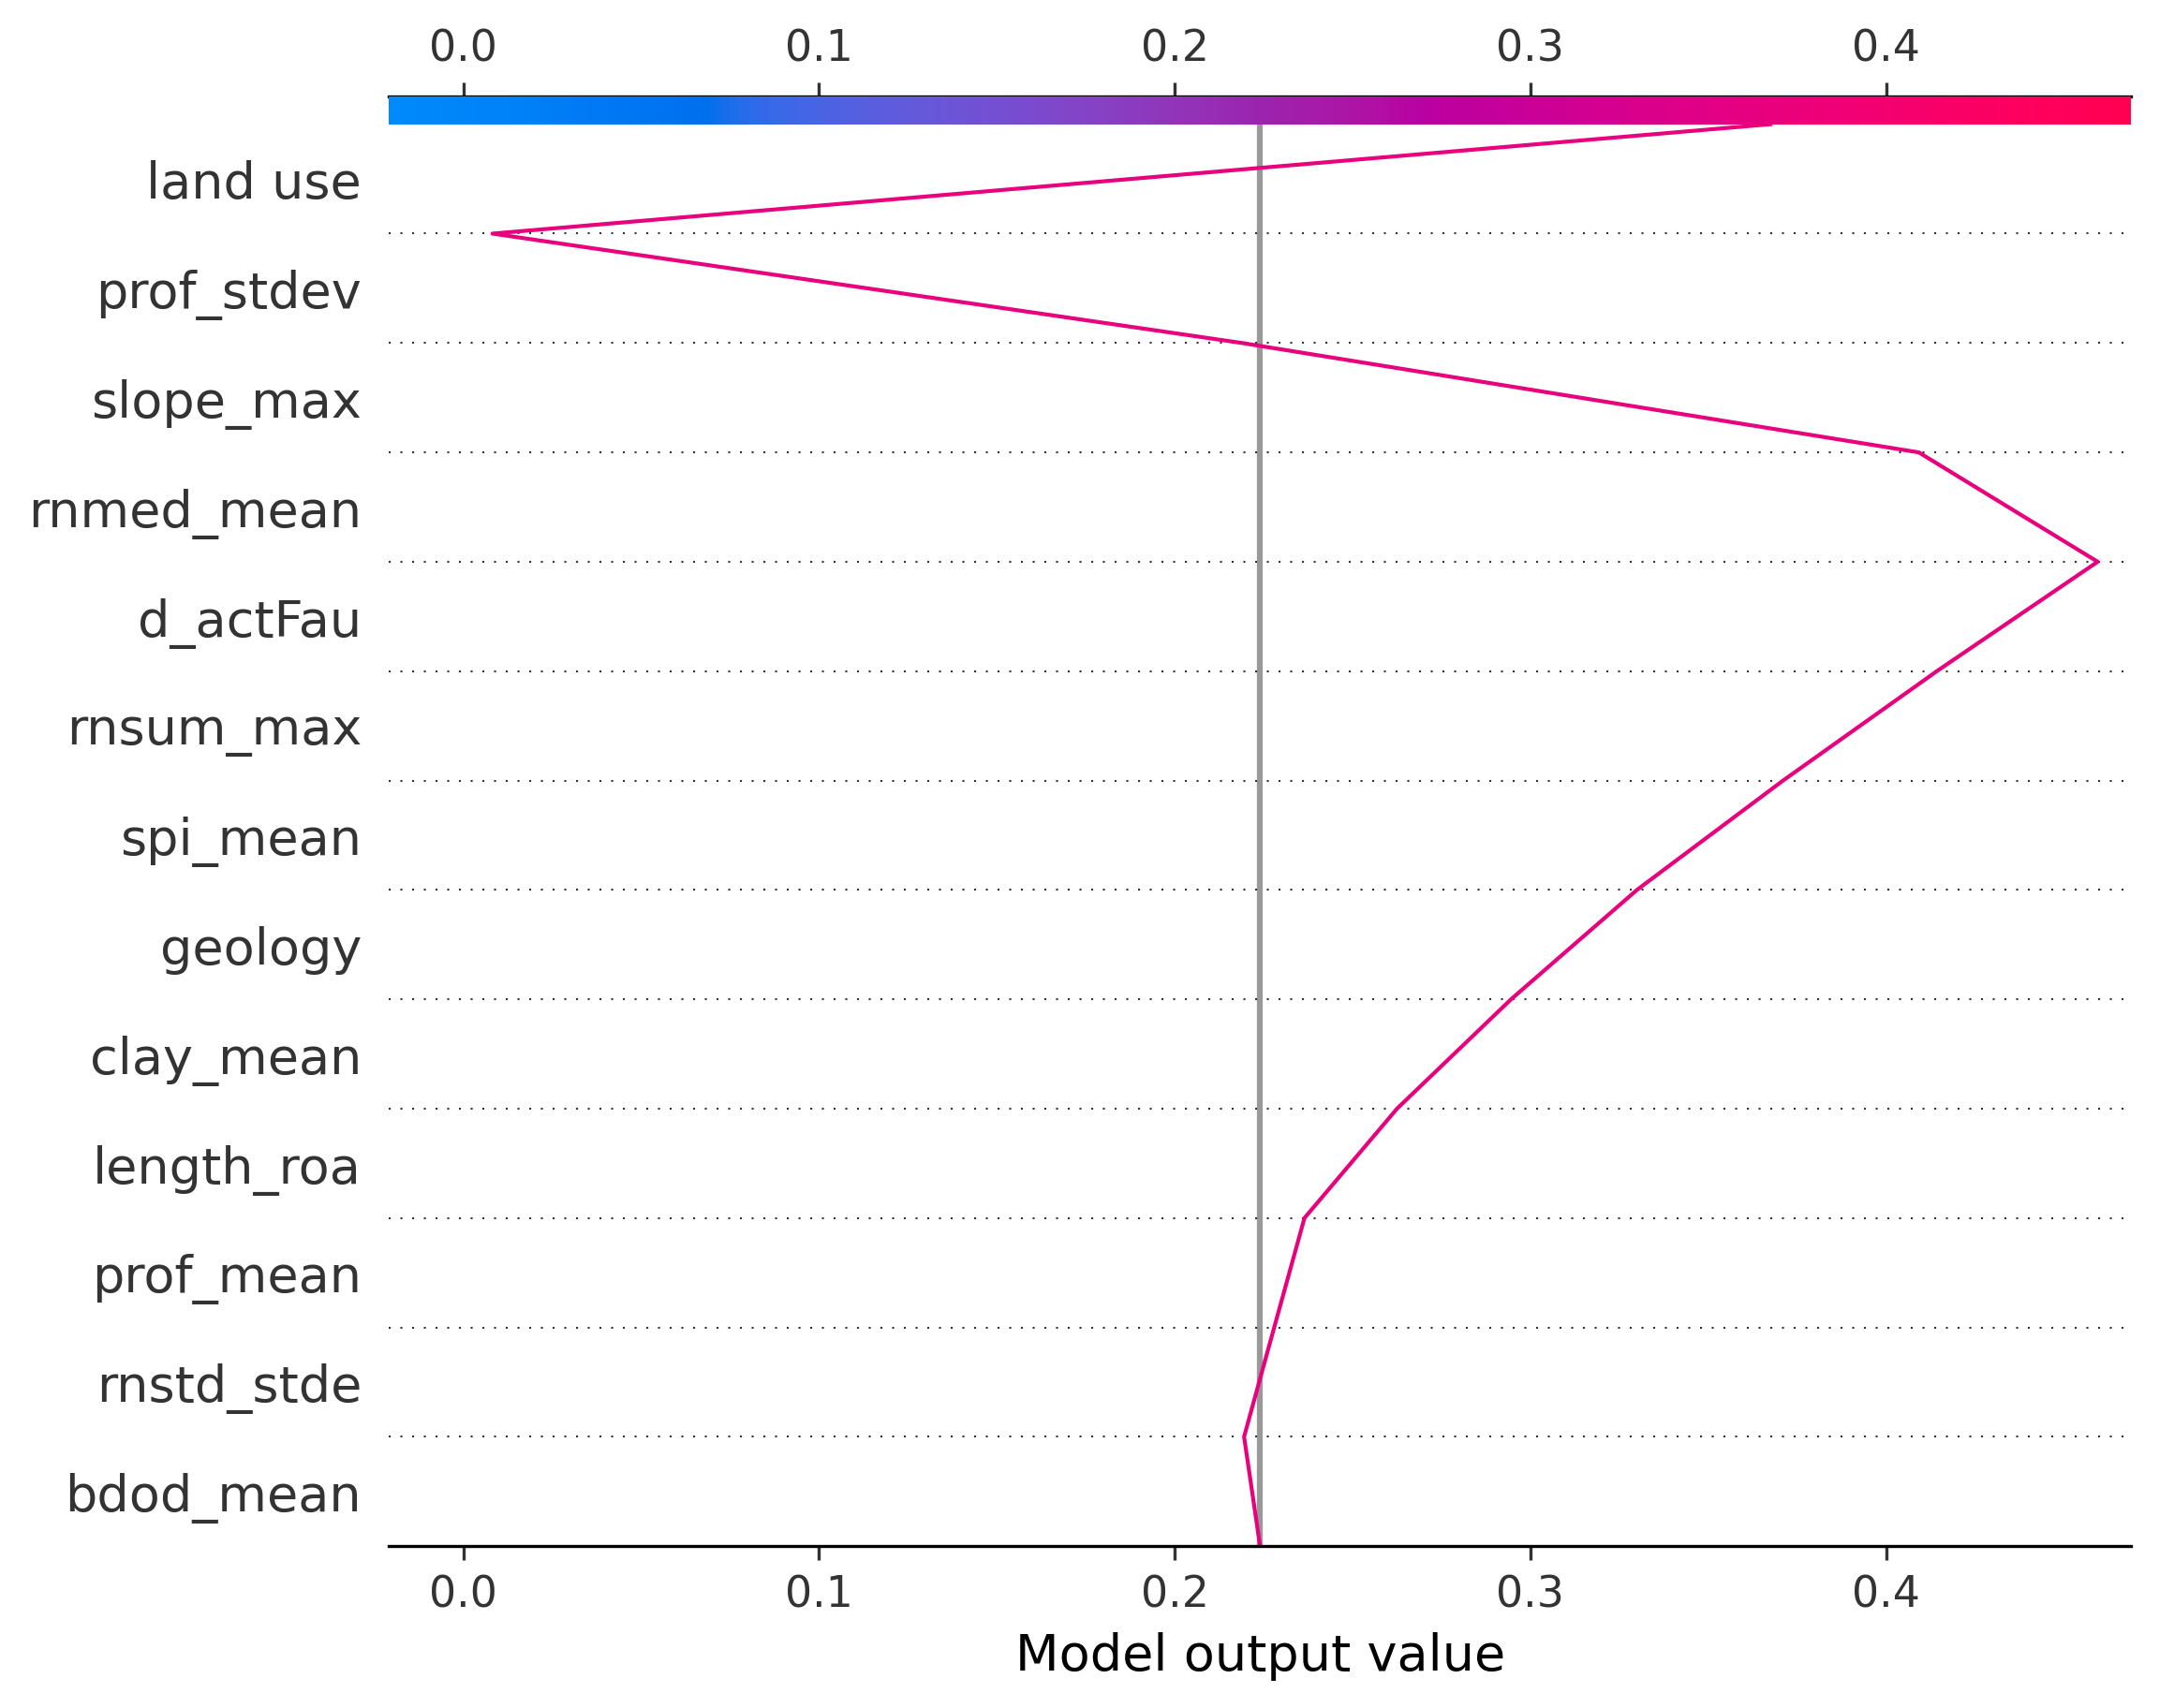 0.0 0.1 0.2 0.3 0.4
land use
prof_stdev
slope_max
rnmed_mean
d_actFau
rnsum_max
spi_mean
geology
clay_mean
length_roa
prof_mean
rnstd_stde
bdod_mean
0.0 0.1 0.2 0.3 0.4
Model output value